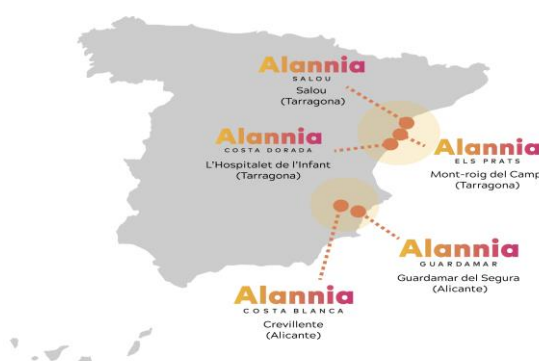 Alannia
SALOU
Salou
(Tarragona)
Alannia
COSTA DORADA
L'Hospitalet de l'Infant
(Tarragona)
Alannia
ELS PRATS
Mont-roig del Camp
(Tarragona)
Alannia
GUARDAMAR
Guardamar del Segura
(Alicante)
Alannia
COSTA BLANCA
Crevillente
(Alicante)